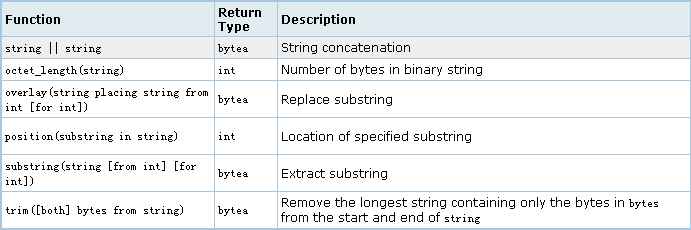 Function Return Type Description
string || string bytea String concatenation
octet_length(string) int Number of bytes in binary string
overlay(string placing string from
int [for int]) bytea Replace substring
position(substring in string) int Location of specified substring
substring(string [from int] [for
int]) bytea Extract substring
trim([both] bytes from string) bytea Remove the longest string containing only the bytes in bytes
from the start and end of string